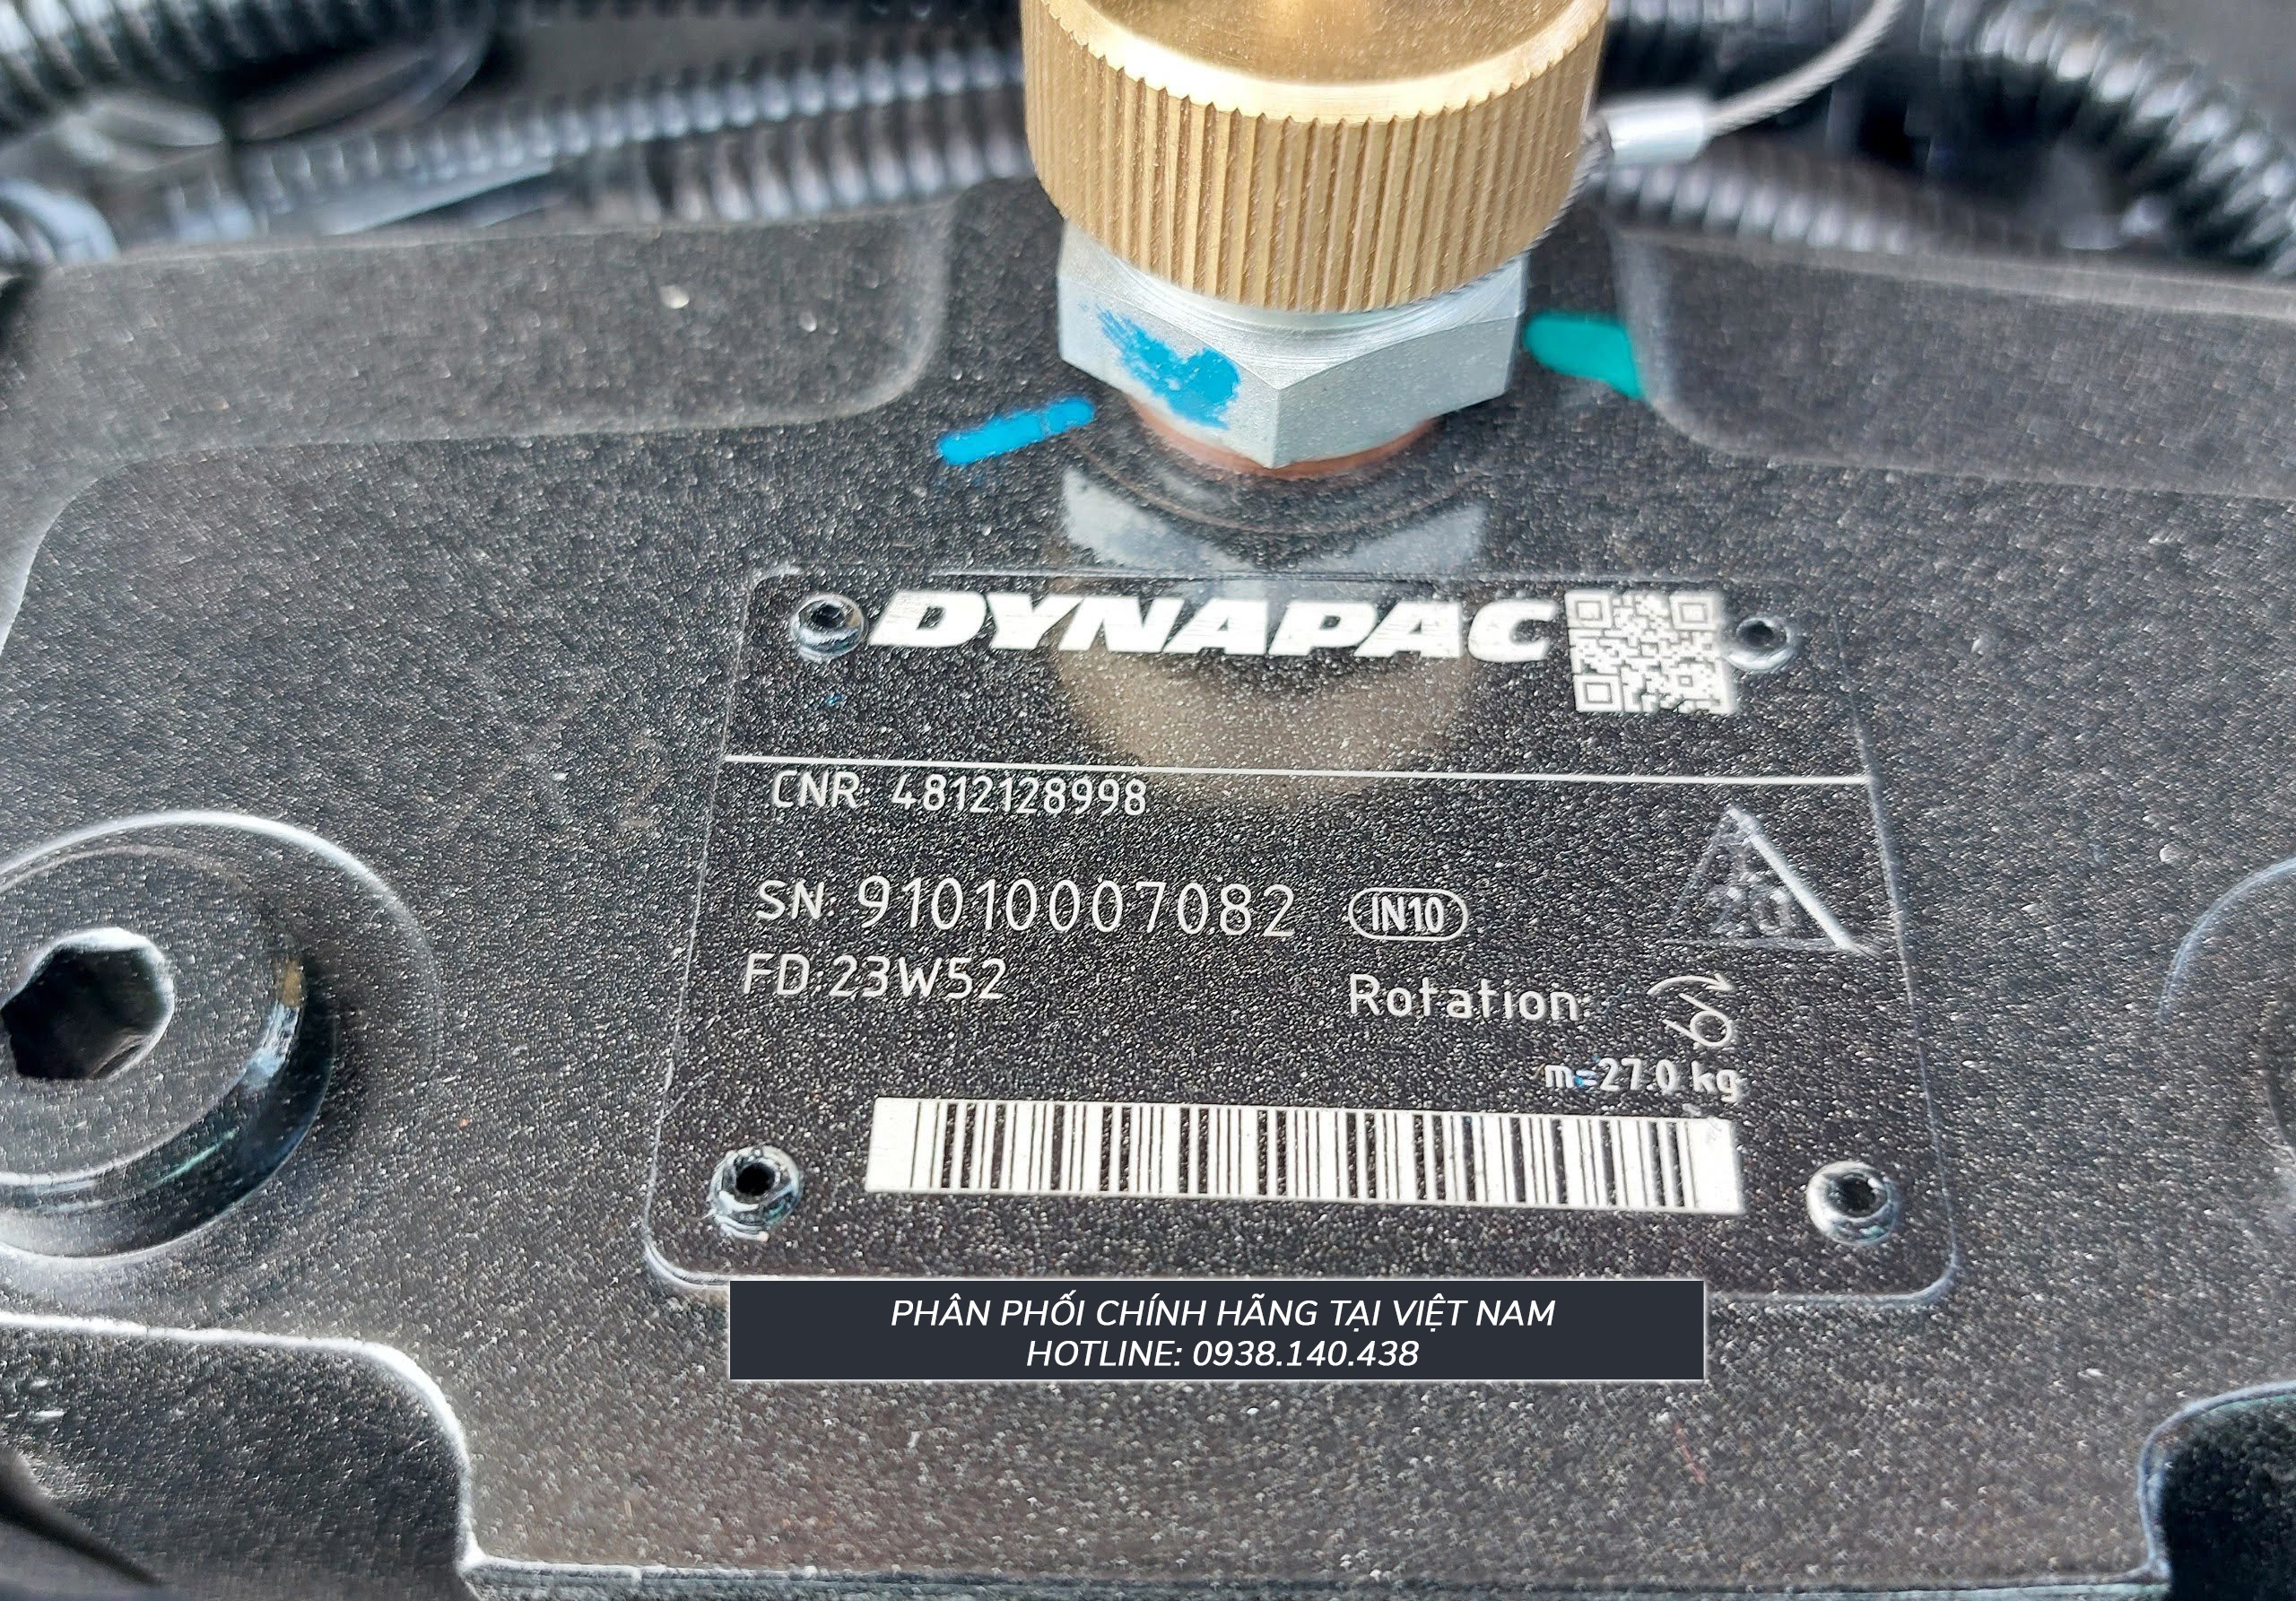 DYNAPAC
CNR: 4812128998
SN: 91010007082 IN10
FD:23W52
Rotation:
m=27.0 kg
PHÂN PHỐI CHÍNH HÃNG TẠI VIỆT NAM
HOTLINE: 0938.140.438